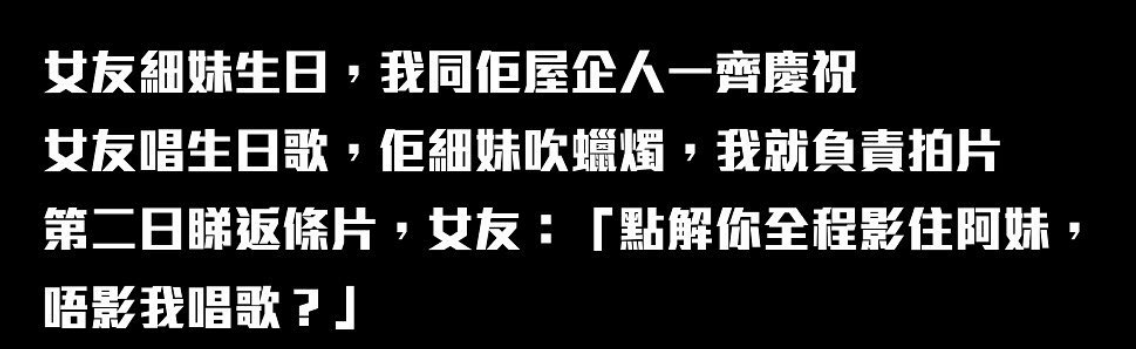 女友細妹生日，我同佢屋企人一齊慶祝
女友唱生日歌，佢細妹吹蠟燭，我就負責拍片
第二日睇返條片，女友：「點解你全程影住阿妹，
唔影我唱歌？」